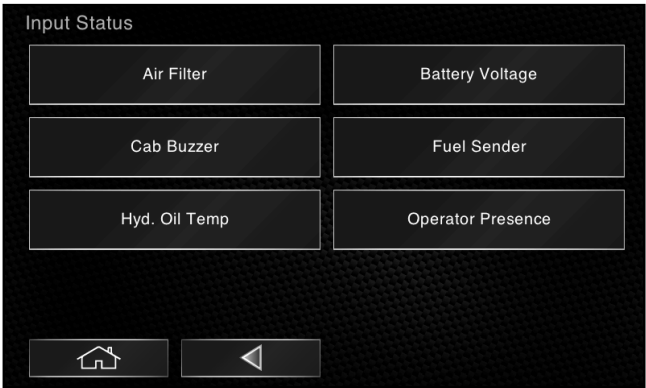 Input Status
Air Filter
Battery Voltage
Cab Buzzer
Fuel Sender
Hyd. Oil Temp
Operator Presence